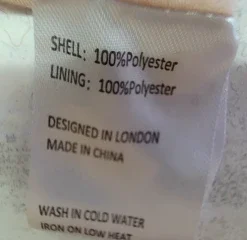 SHELL: 100%Polyester
LINING: 100%Polyester
DESIGNED IN LONDON
MADE IN CHINA
WASH IN COLD WATER
IRON ON LOW HEAT